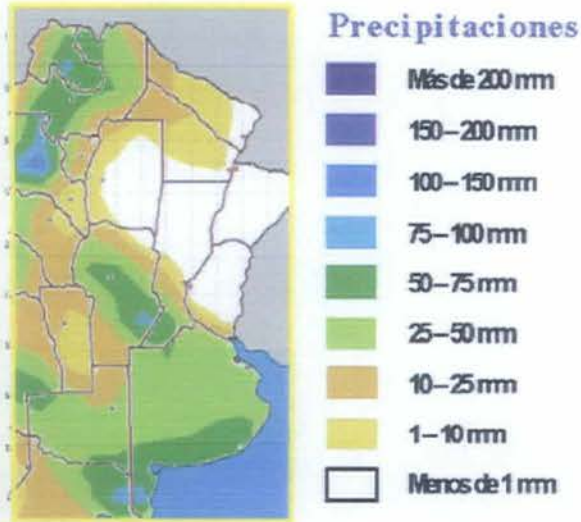 Precipitaciones
Más de 200 mm
150–200 mm
100–150 mm
75–100 mm
50–75 mm
25–50 mm
10–25 mm
1–10 mm
Menos de 1 mm